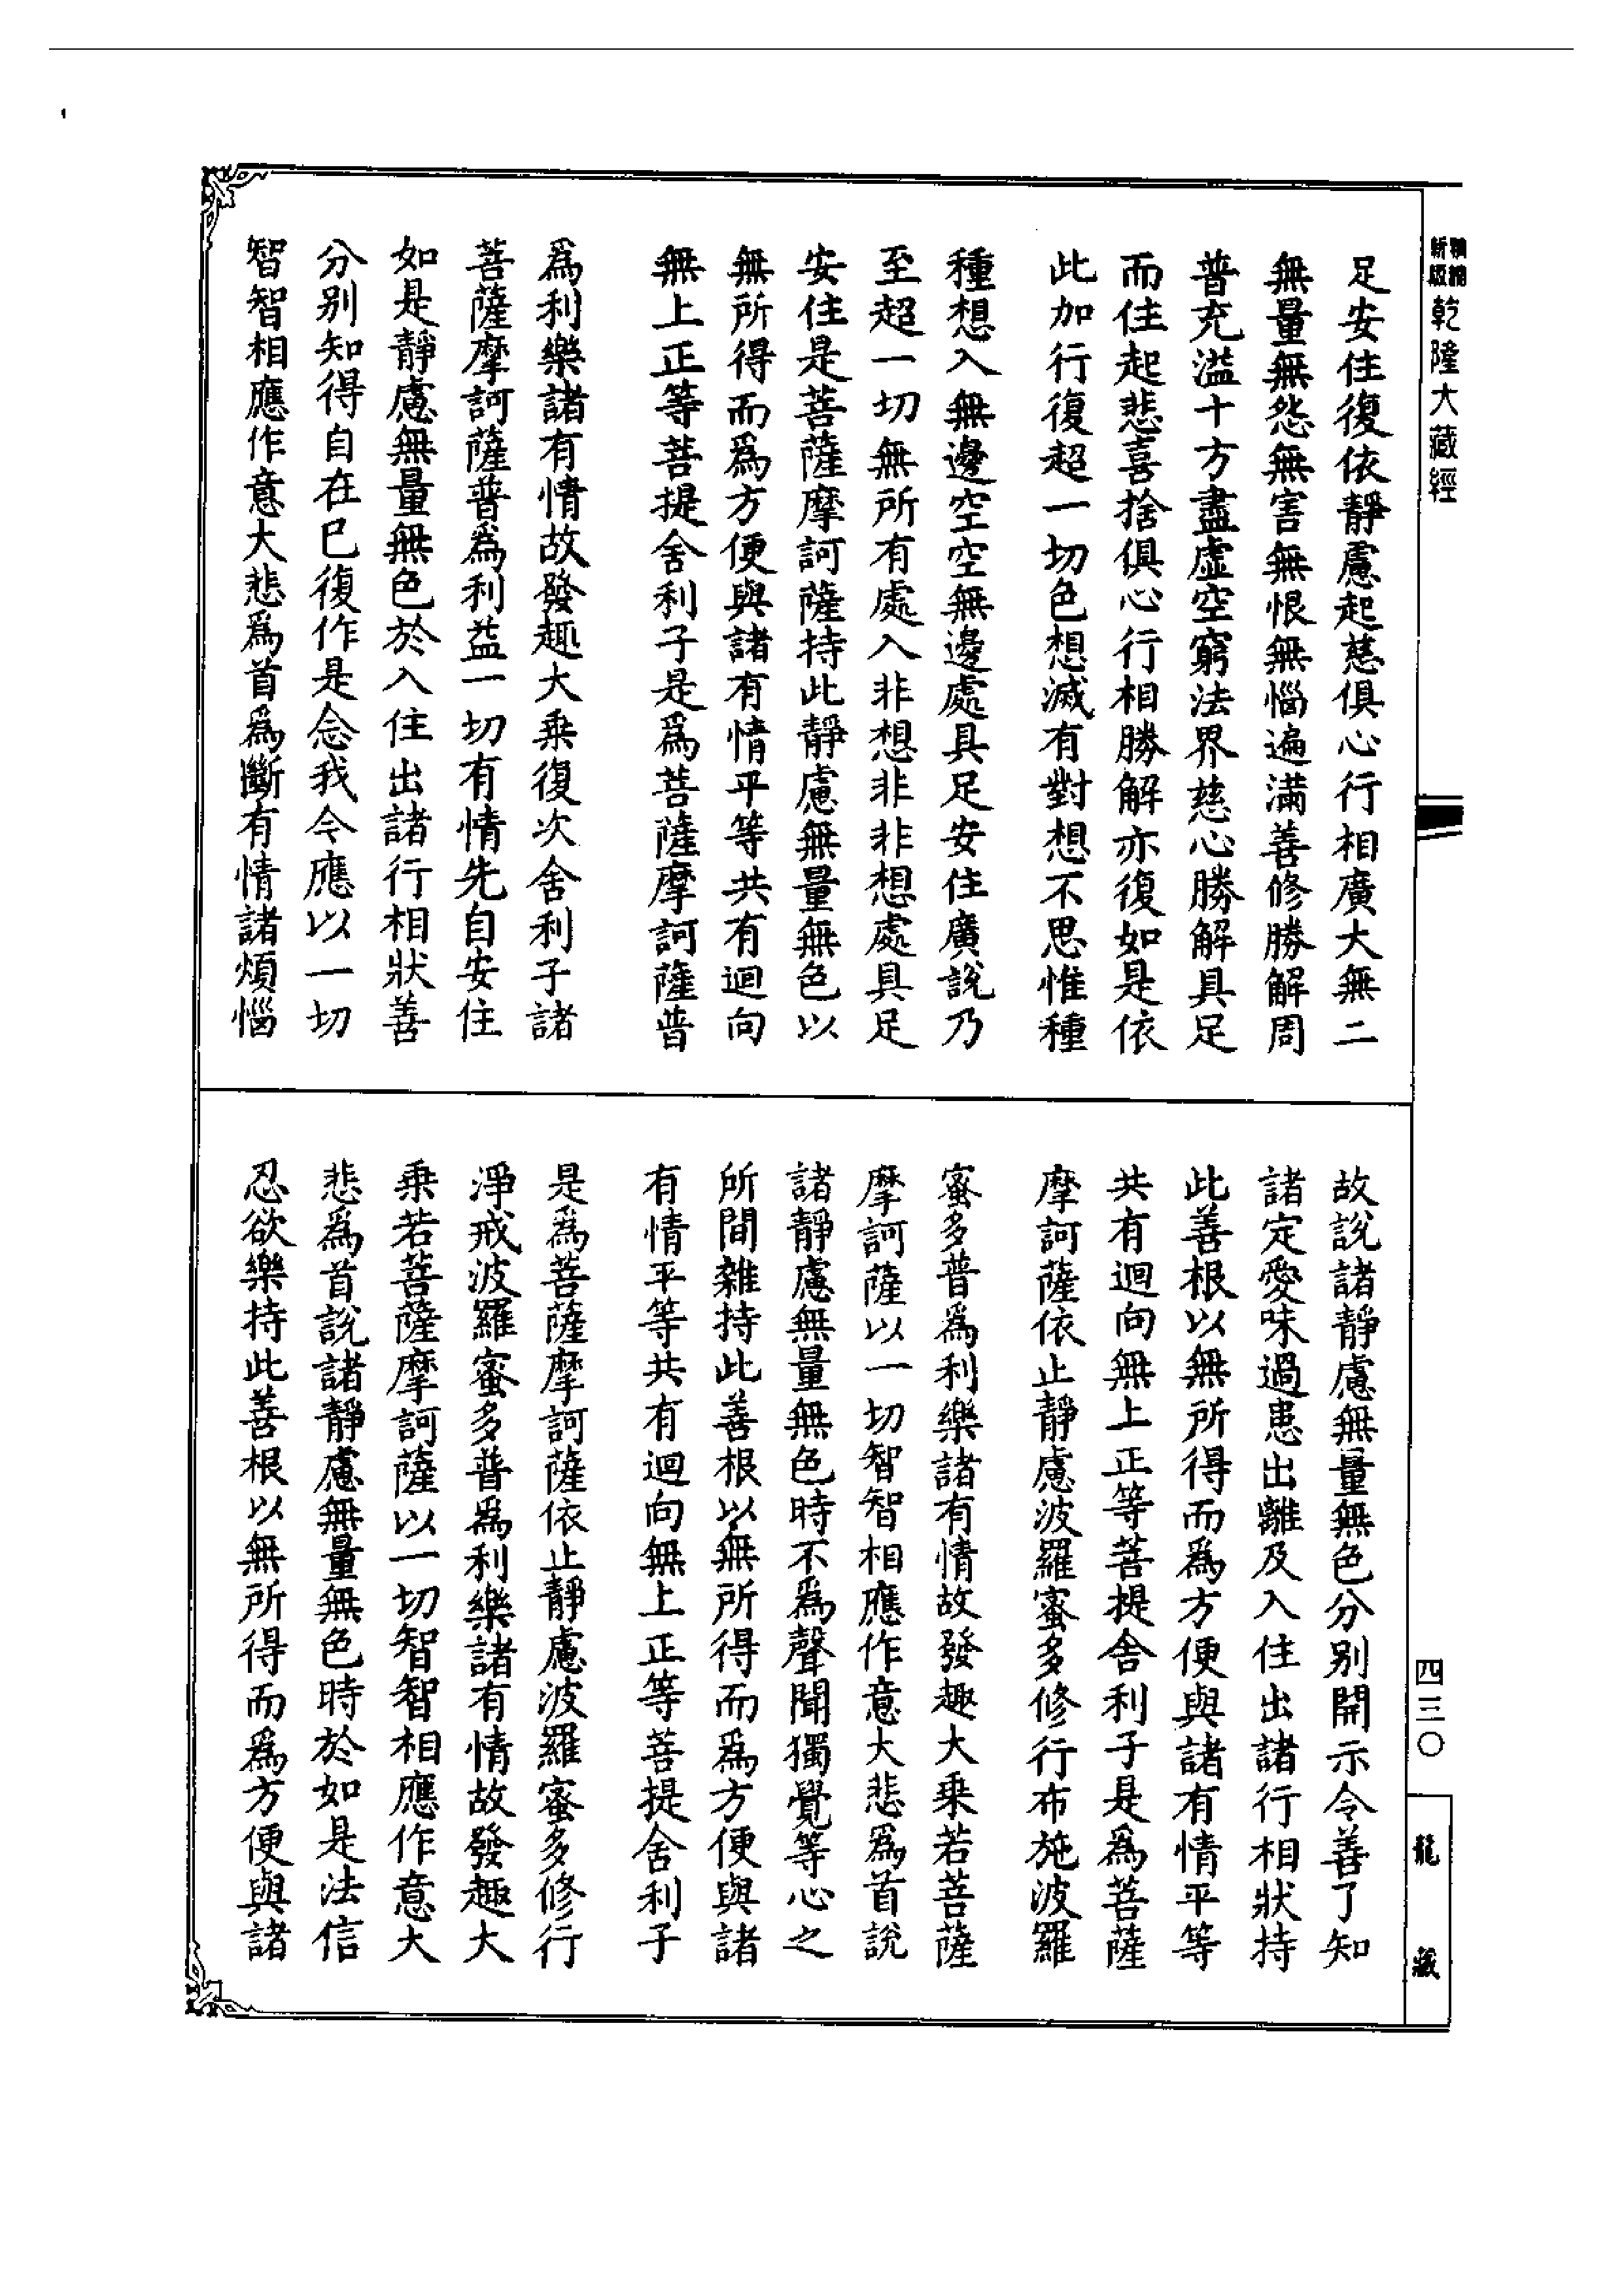 精縮新版乾隆大藏經
足安住復依靜慮起慈俱心行相廣大無二
無量無怨無害無恨無惱遍滿善修勝解周
普充溢十方盡虛空窮法界慈心勝解具足
而住起悲喜捨俱心行相勝解亦復如是依
此加行復超一切色想滅有對想不思惟種
種想入無邊空空無邊處具足安住廣說乃
至超一切無所有處入非想非非想處具足
安住是菩薩摩訶薩持此靜慮無量無色以
無所得而爲方便與諸有情平等共有迴向
無上正等菩提舍利子是爲菩薩摩訶薩普
爲利樂諸有情故發趣大乘復次舍利子諸
菩薩摩訶薩普爲利益一切有情先自安住
如是靜慮無量無色於入住出諸行相狀善
分別知得自在已復作是念我今應以一切
智智相應作意大悲爲首爲斷有情諸煩惱
故說諸靜慮無量無色分別開示令善了知
諸定愛味過患出離及入住出諸行相狀持
此善根以無所得而爲方便與諸有情平等
共有迴向無上正等菩提舍利子是爲菩薩
摩訶薩依止靜慮波羅蜜多修行布施波羅
蜜多普爲利樂諸有情故發趣大乘若菩薩
摩訶薩以一切智智相應作意大悲爲首說
諸靜慮無量無色時不爲聲聞獨覺等心之
所間雜持此善根以無所得而爲方便與諸
有情平等共有迴向無上正等菩提舍利子
是爲菩薩摩訶薩依止靜慮波羅蜜多修行
淨戒波羅蜜多普爲利樂諸有情故發趣大
乘若菩薩摩訶薩以一切智智相應作意大
悲爲首說諸靜慮無量無色時於如是法信
忍欲樂持此善根以無所得而爲方便與諸
四三〇
龍藏